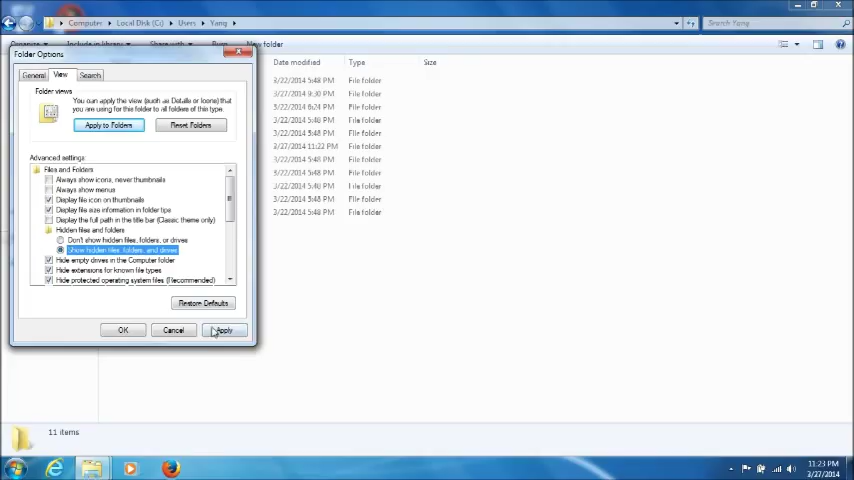 Computer ▸ Local Disk (C:) ▸ Users ▸ Yang ▸
Search Yang
Organize Include in library Share with Burn New folder
Folder Options
General View Search
Folder views
You can apply the view (such as Details or Icons) that
you are using for this folder to all folders of this type.
Apply to Folders Reset Folders
Advanced settings:
Files and Folders
Always show icons, never thumbnails
Always show menus
Display file icon on thumbnails
Display file size information in folder tips
Display the full path in the title bar (Classic theme only)
Hidden files and folders
Don't show hidden files, folders, or drives
Show hidden files, folders, and drives
Hide empty drives in the Computer folder
Hide extensions for known file types
Hide protected operating system files (Recommended)
Restore Defaults
OK Cancel Apply
Date modified Type Size
3/22/2014 5:48 PM File folder
3/27/2014 9:30 PM File folder
3/22/2014 6:24 PM File folder
3/22/2014 5:48 PM File folder
3/22/2014 5:48 PM File folder
3/27/2014 11:22 PM File folder
3/22/2014 5:48 PM File folder
3/22/2014 5:48 PM File folder
3/22/2014 5:48 PM File folder
3/22/2014 5:48 PM File folder
3/22/2014 5:48 PM File folder
11 items
11:23 PM
3/27/2014